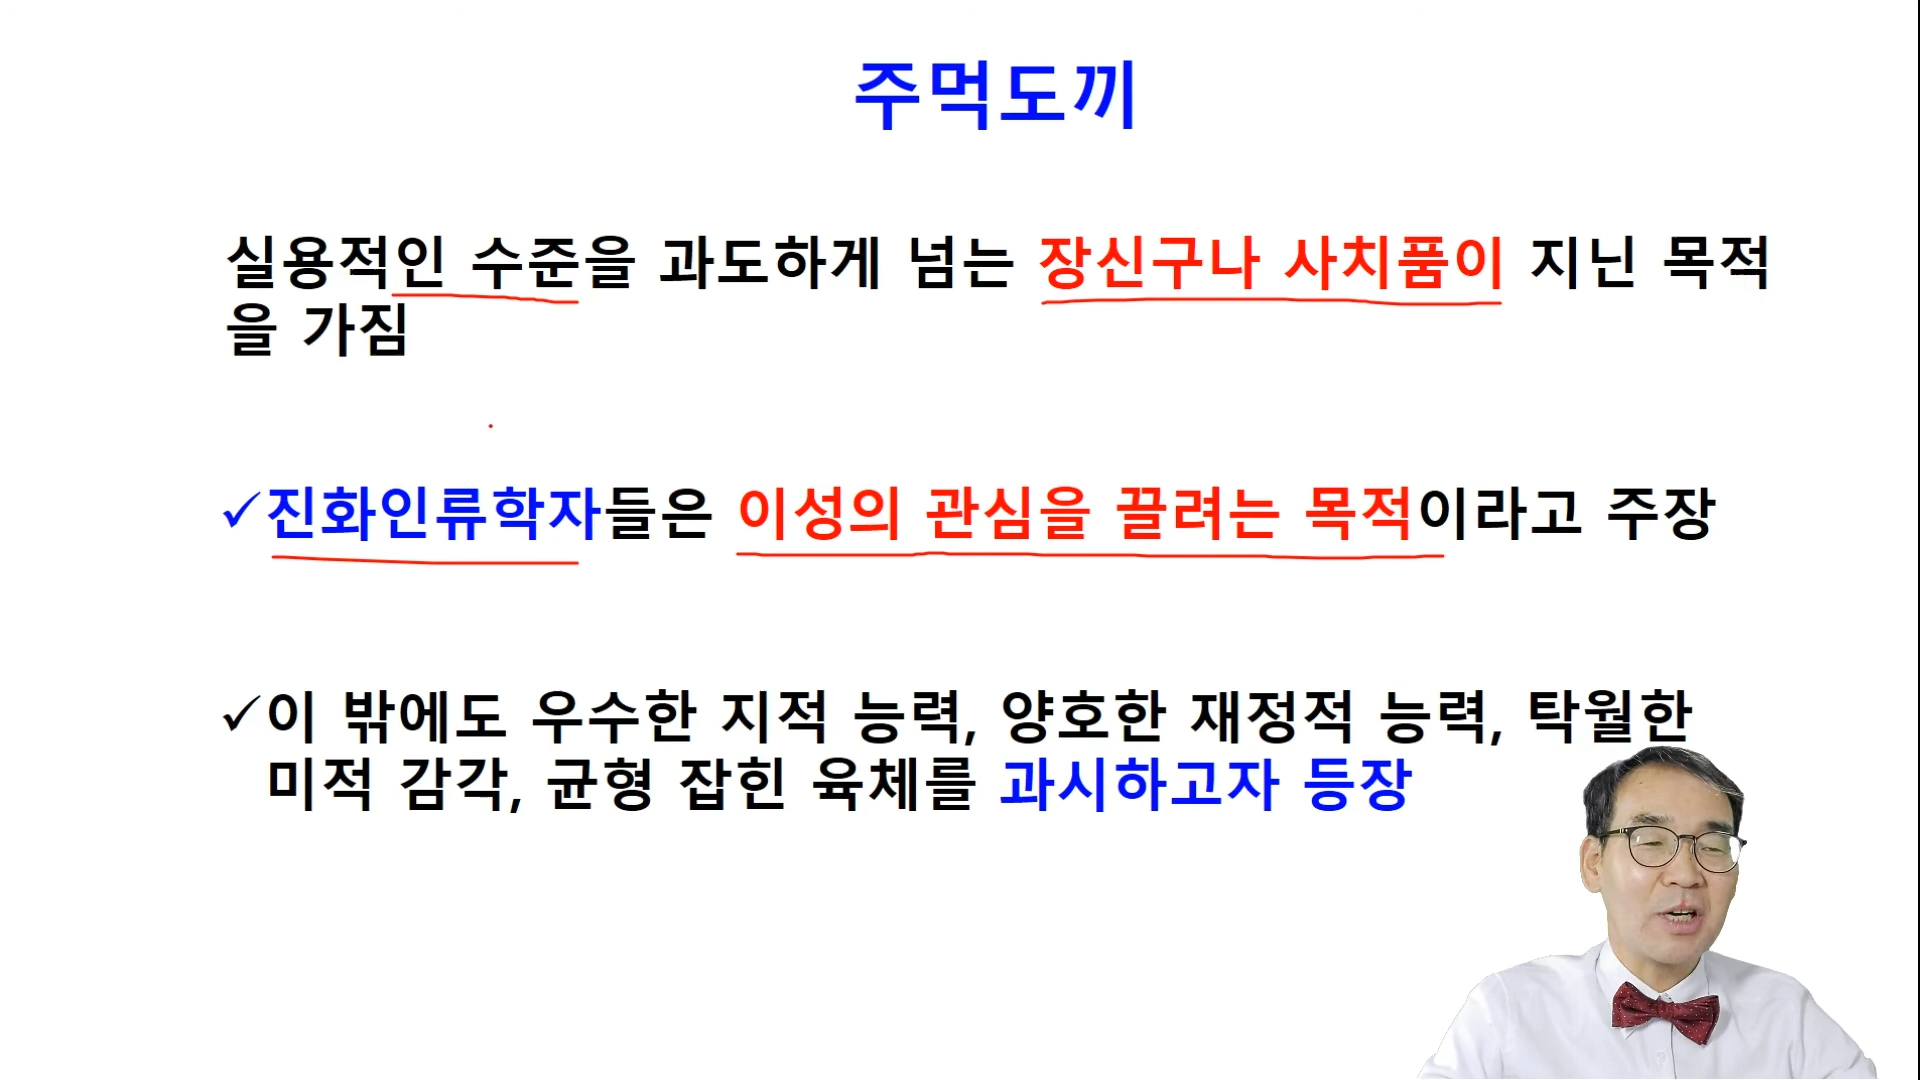 주먹도끼
실용적인 수준을 과도하게 넘는 장신구나 사치품이 지닌 목적
을 가짐
✓진화인류학자들은 이성의 관심을 끌려는 목적이라고 주장
✓이 밖에도 우수한 지적 능력, 양호한 재정적 능력, 탁월한
미적 감각, 균형 잡힌 육체를 과시하고자 등장